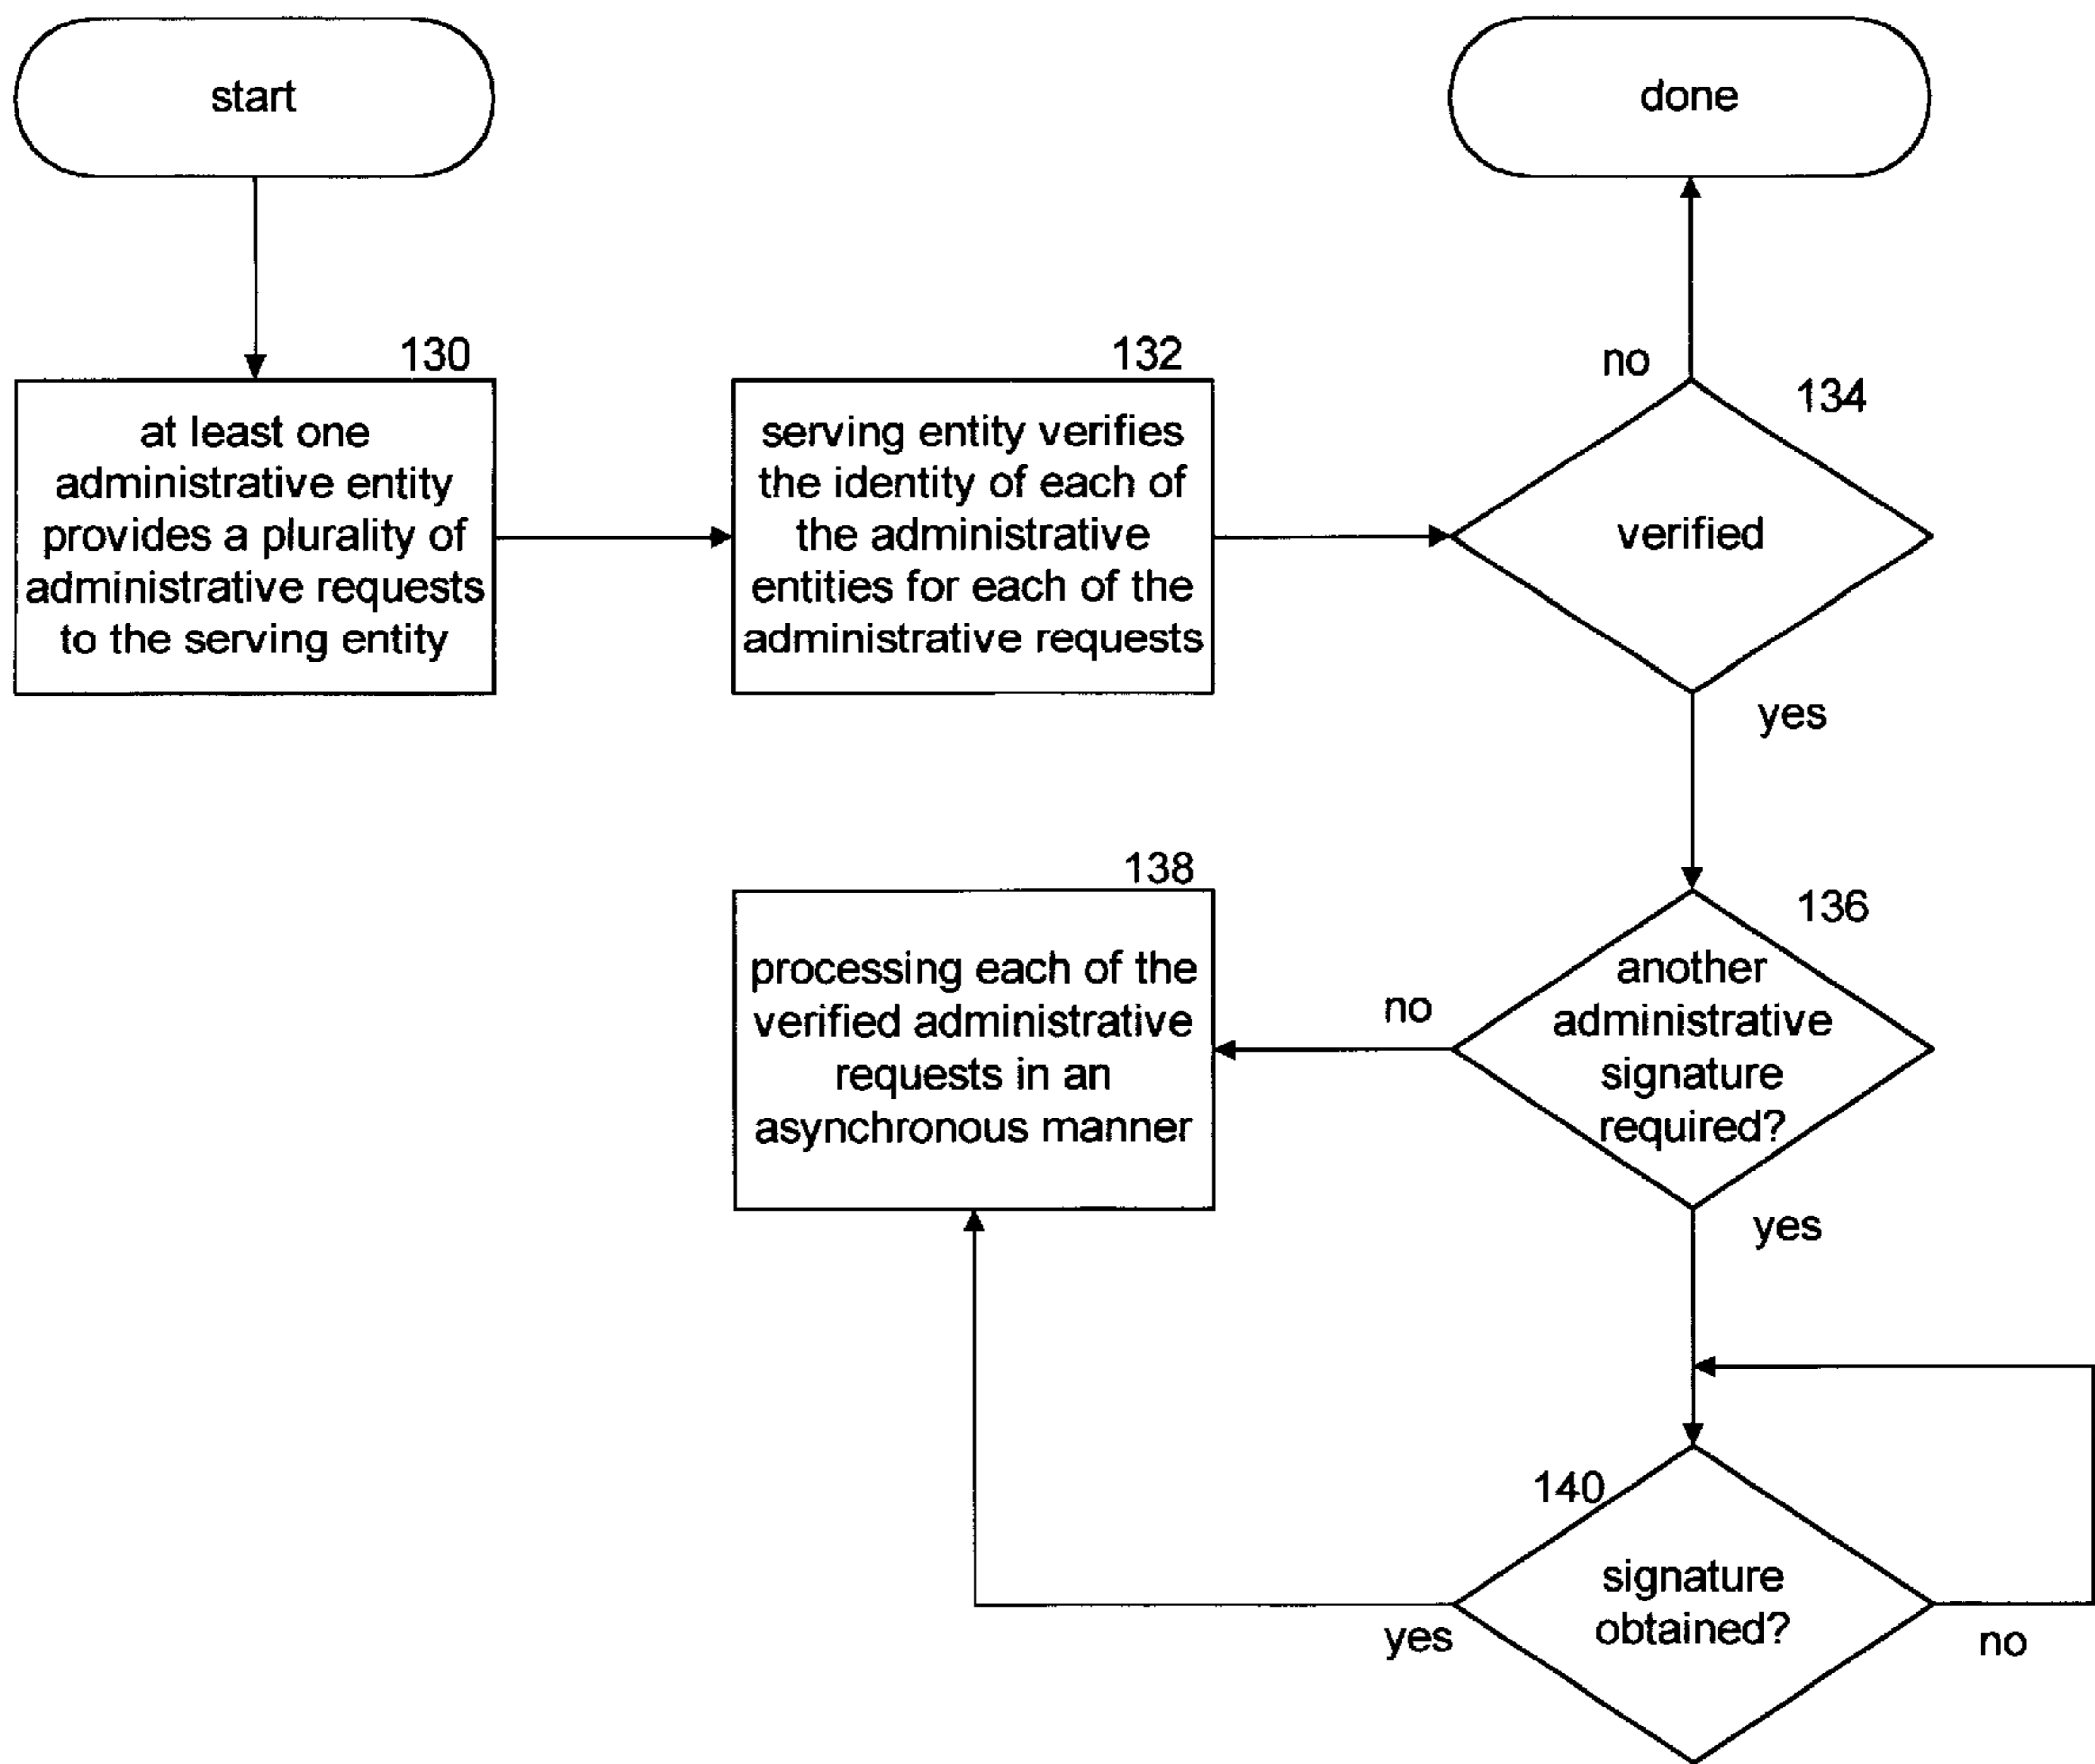 start
done
130
at least one
administrative entity
provides a plurality of
administrative requests
to the serving entity
132
serving entity verifies
the identity of each of
the administrative
entities for each of the
administrative requests
no
134
verified
yes
138
processing each of the
verified administrative
requests in an
asynchronous manner
no
136
another
administrative
signature
required?
yes
140
signature
obtained?
yes
no